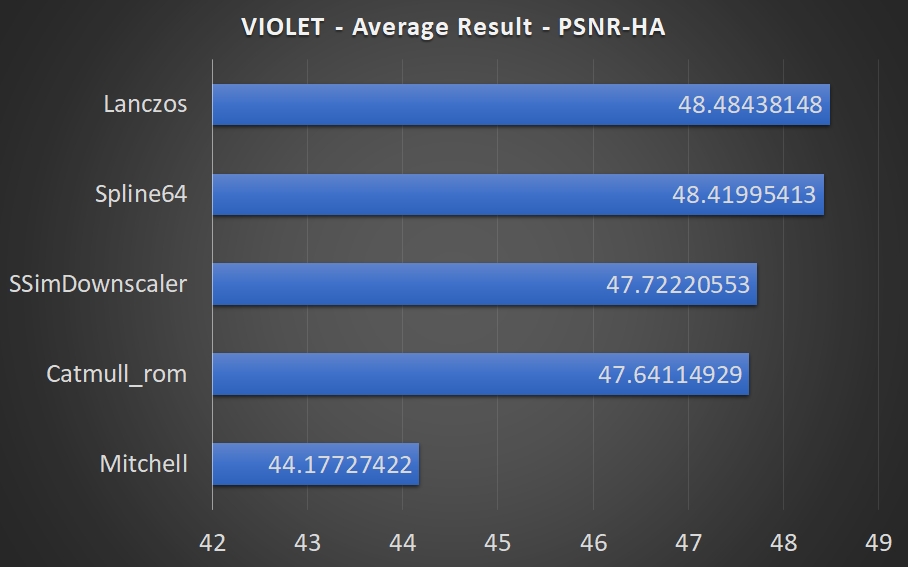 VIOLET - Average Result - PSNR-HA
Lanczos 48.48438148
Spline64 48.41995413
SSimDownscaler 47.72220553
Catmull_rom 47.64114929
Mitchell 44.17727422
42 43 44 45 46 47 48 49